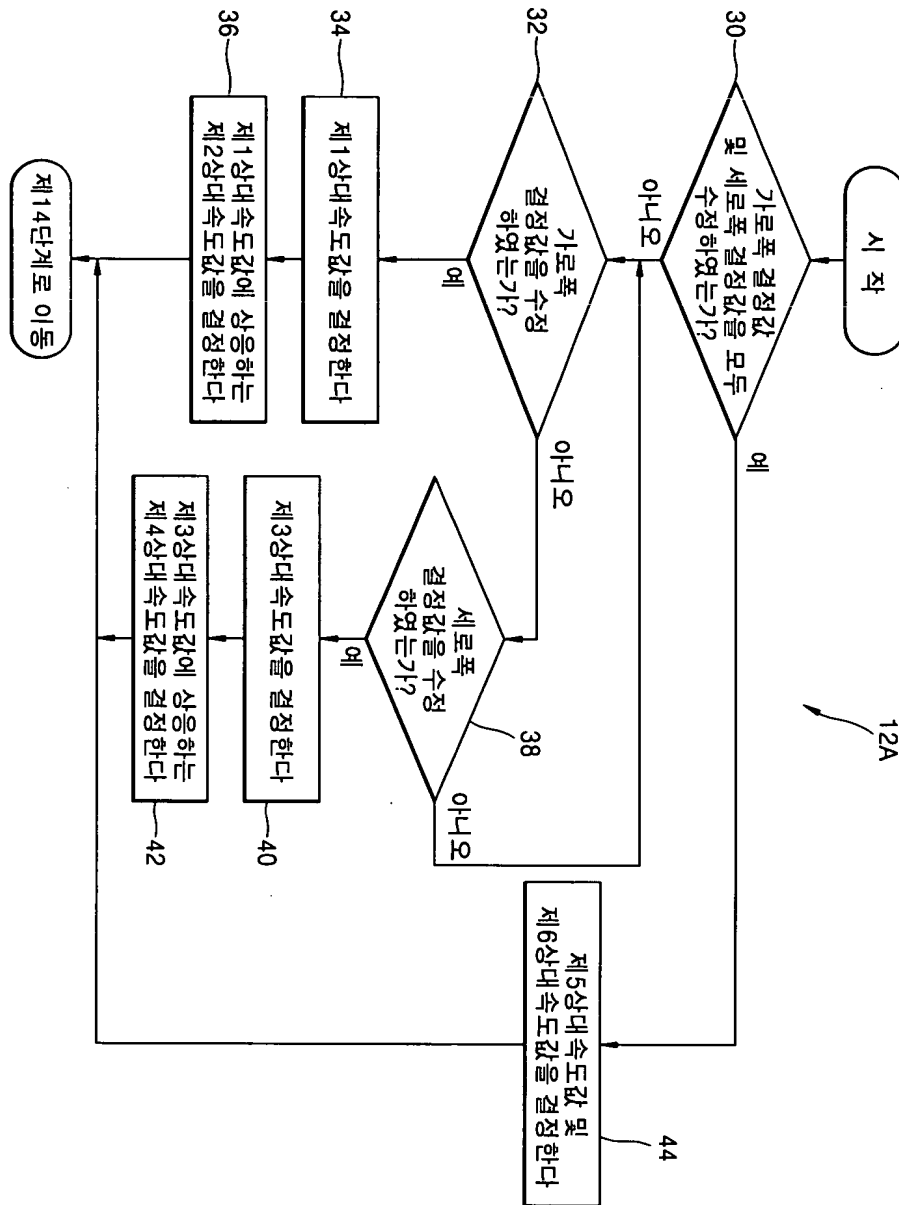 12A
시 작
30
가로폭 결정값
및 세로폭 결정값을 모두
수정하였는가?
예
아니요
32
가로폭
결정값을 수정
하였는가?
아니요
예
34
제1상대속도값을 결정한다
36
제1상대속도값에 상응하는
제2상대속도값을 결정한다
세로폭
결정값을 수정
하였는가?
38
아니요
예
제3상대속도값을 결정한다
40
제3상대속도값에 상응하는
제4상대속도값을 결정한다
42
제5상대속도값 및
제6상대속도값을 결정한다
44
제14단계로 이동